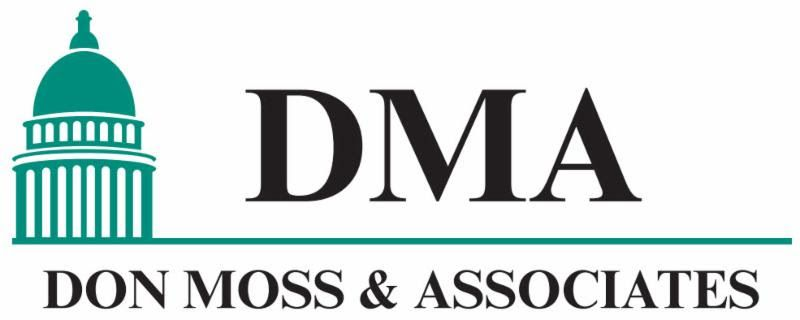 DMA
DON MOSS & ASSOCIATES